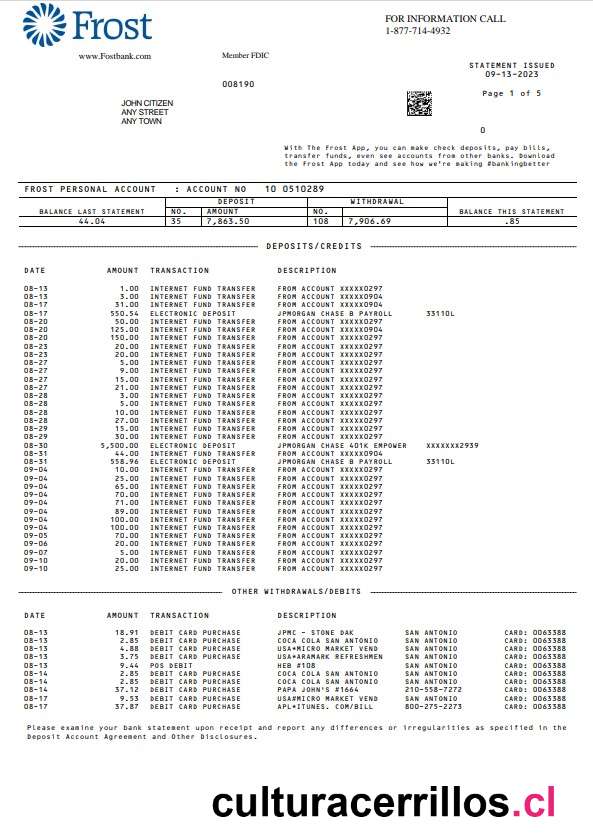 Frost
FOR INFORMATION CALL
1-877-714-4932
www.Fostbank.com
Member FDIC
STATEMENT ISSUED
09-13-2023
008190
Page 1 of 5
JOHN CITIZEN
ANY STREET
ANY TOWN
0
With The Frost App, you can make check deposits, pay bills,
transfer funds, even see accounts from other banks. Download
the Frost App today and see how we're making #bankingbetter
FROST PERSONAL ACCOUNT : ACCOUNT NO 10 0510289
DEPOSIT WITHDRAWAL
BALANCE LAST STATEMENT NO. AMOUNT NO. BALANCE THIS STATEMENT
44.04 35 7,863.50 108 7,906.69 .85
DEPOSITS/CREDITS
DATE AMOUNT TRANSACTION DESCRIPTION
08-13 1.00 INTERNET FUND TRANSFER FROM ACCOUNT XXXXX0297
08-13 3.00 INTERNET FUND TRANSFER FROM ACCOUNT XXXXX0904
08-17 31.00 INTERNET FUND TRANSFER FROM ACCOUNT XXXXX0904
08-17 550.54 ELECTRONIC DEPOSIT JPMORGAN CHASE B PAYROLL 33110L
08-20 50.00 INTERNET FUND TRANSFER FROM ACCOUNT XXXXX0297
08-20 125.00 INTERNET FUND TRANSFER FROM ACCOUNT XXXXX0904
08-20 150.00 INTERNET FUND TRANSFER FROM ACCOUNT XXXXX0297
08-23 20.00 INTERNET FUND TRANSFER FROM ACCOUNT XXXXX0297
08-23 20.00 INTERNET FUND TRANSFER FROM ACCOUNT XXXXX0297
08-27 5.00 INTERNET FUND TRANSFER FROM ACCOUNT XXXXX0297
08-27 9.00 INTERNET FUND TRANSFER FROM ACCOUNT XXXXX0297
08-27 15.00 INTERNET FUND TRANSFER FROM ACCOUNT XXXXX0297
08-27 21.00 INTERNET FUND TRANSFER FROM ACCOUNT XXXXX0297
08-28 3.00 INTERNET FUND TRANSFER FROM ACCOUNT XXXXX0297
08-28 5.00 INTERNET FUND TRANSFER FROM ACCOUNT XXXXX0297
08-28 10.00 INTERNET FUND TRANSFER FROM ACCOUNT XXXXX0297
08-28 27.00 INTERNET FUND TRANSFER FROM ACCOUNT XXXXX0297
08-29 15.00 INTERNET FUND TRANSFER FROM ACCOUNT XXXXX0297
08-29 30.00 INTERNET FUND TRANSFER FROM ACCOUNT XXXXX0297
08-30 5,500.00 ELECTRONIC DEPOSIT JPMORGAN CHASE 401K EMPOWER XXXXXXX2939
08-31 44.00 INTERNET FUND TRANSFER FROM ACCOUNT XXXXX0904
08-31 558.96 ELECTRONIC DEPOSIT JPMORGAN CHASE B PAYROLL 33110L
09-04 10.00 INTERNET FUND TRANSFER FROM ACCOUNT XXXXX0297
09-04 25.00 INTERNET FUND TRANSFER FROM ACCOUNT XXXXX0297
09-04 65.00 INTERNET FUND TRANSFER FROM ACCOUNT XXXXX0297
09-04 70.00 INTERNET FUND TRANSFER FROM ACCOUNT XXXXX0297
09-04 71.00 INTERNET FUND TRANSFER FROM ACCOUNT XXXXX0297
09-04 89.00 INTERNET FUND TRANSFER FROM ACCOUNT XXXXX0297
09-04 100.00 INTERNET FUND TRANSFER FROM ACCOUNT XXXXX0297
09-04 100.00 INTERNET FUND TRANSFER FROM ACCOUNT XXXXX0297
09-05 70.00 INTERNET FUND TRANSFER FROM ACCOUNT XXXXX0297
09-06 20.00 INTERNET FUND TRANSFER FROM ACCOUNT XXXXX0297
09-07 5.00 INTERNET FUND TRANSFER FROM ACCOUNT XXXXX0297
09-10 20.00 INTERNET FUND TRANSFER FROM ACCOUNT XXXXX0297
09-10 25.00 INTERNET FUND TRANSFER FROM ACCOUNT XXXXX0297
OTHER WITHDRAWALS/DEBITS
DATE AMOUNT TRANSACTION DESCRIPTION
08-13 18.91 DEBIT CARD PURCHASE JPMC - STONE OAK SAN ANTONIO CARD: 0063388
08-13 2.85 DEBIT CARD PURCHASE COCA COLA SAN ANTONIO SAN ANTONIO CARD: 0063388
08-13 4.88 DEBIT CARD PURCHASE USA*MICRO MARKET VEND SAN ANTONIO CARD: 0063388
08-13 3.75 DEBIT CARD PURCHASE USA*ARAMARK REFRESHMEN SAN ANTONIO CARD: 0063388
08-13 9.44 POS DEBIT HEB #108 SAN ANTONIO CARD: 0063388
08-14 2.85 DEBIT CARD PURCHASE COCA COLA SAN ANTONIO SAN ANTONIO CARD: 0063388
08-14 2.85 DEBIT CARD PURCHASE COCA COLA SAN ANTONIO SAN ANTONIO CARD: 0063388
08-14 37.12 DEBIT CARD PURCHASE PAPA JOHN'S #1664 210-558-7272 CARD: 0063388
08-17 9.53 DEBIT CARD PURCHASE USA#MICRO MARKET VEND SAN ANTONIO CARD: 0063388
08-17 37.87 DEBIT CARD PURCHASE APL*ITUNES. COM/BILL 800-275-2273 CARD: 0063388
Please examine your bank statement upon receipt and report any differences or irregularities as specified in the
Deposit Account Agreement and Other Disclosures.
culturacerrillos.cl